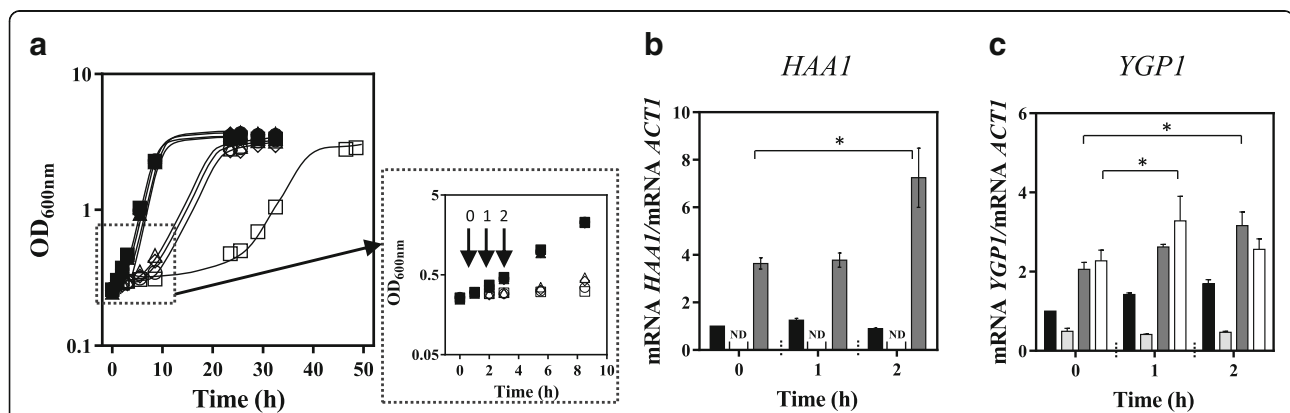 a
OD600nm
10
1
0.1
0 10 20 30 40 50
Time (h)
OD600nm
5
0.5
0.05
0 1 2
0 2 4 6 8 10
Time (h)
b
HAA1
mRNA HAA1/mRNA ACT1
10
8
6
4
2
0
*
ND ND ND
0 1 2
Time (h)
c
YGP1
mRNA YGP1/mRNA ACT1
6
4
2
0
*
*
0 1 2
Time (h)